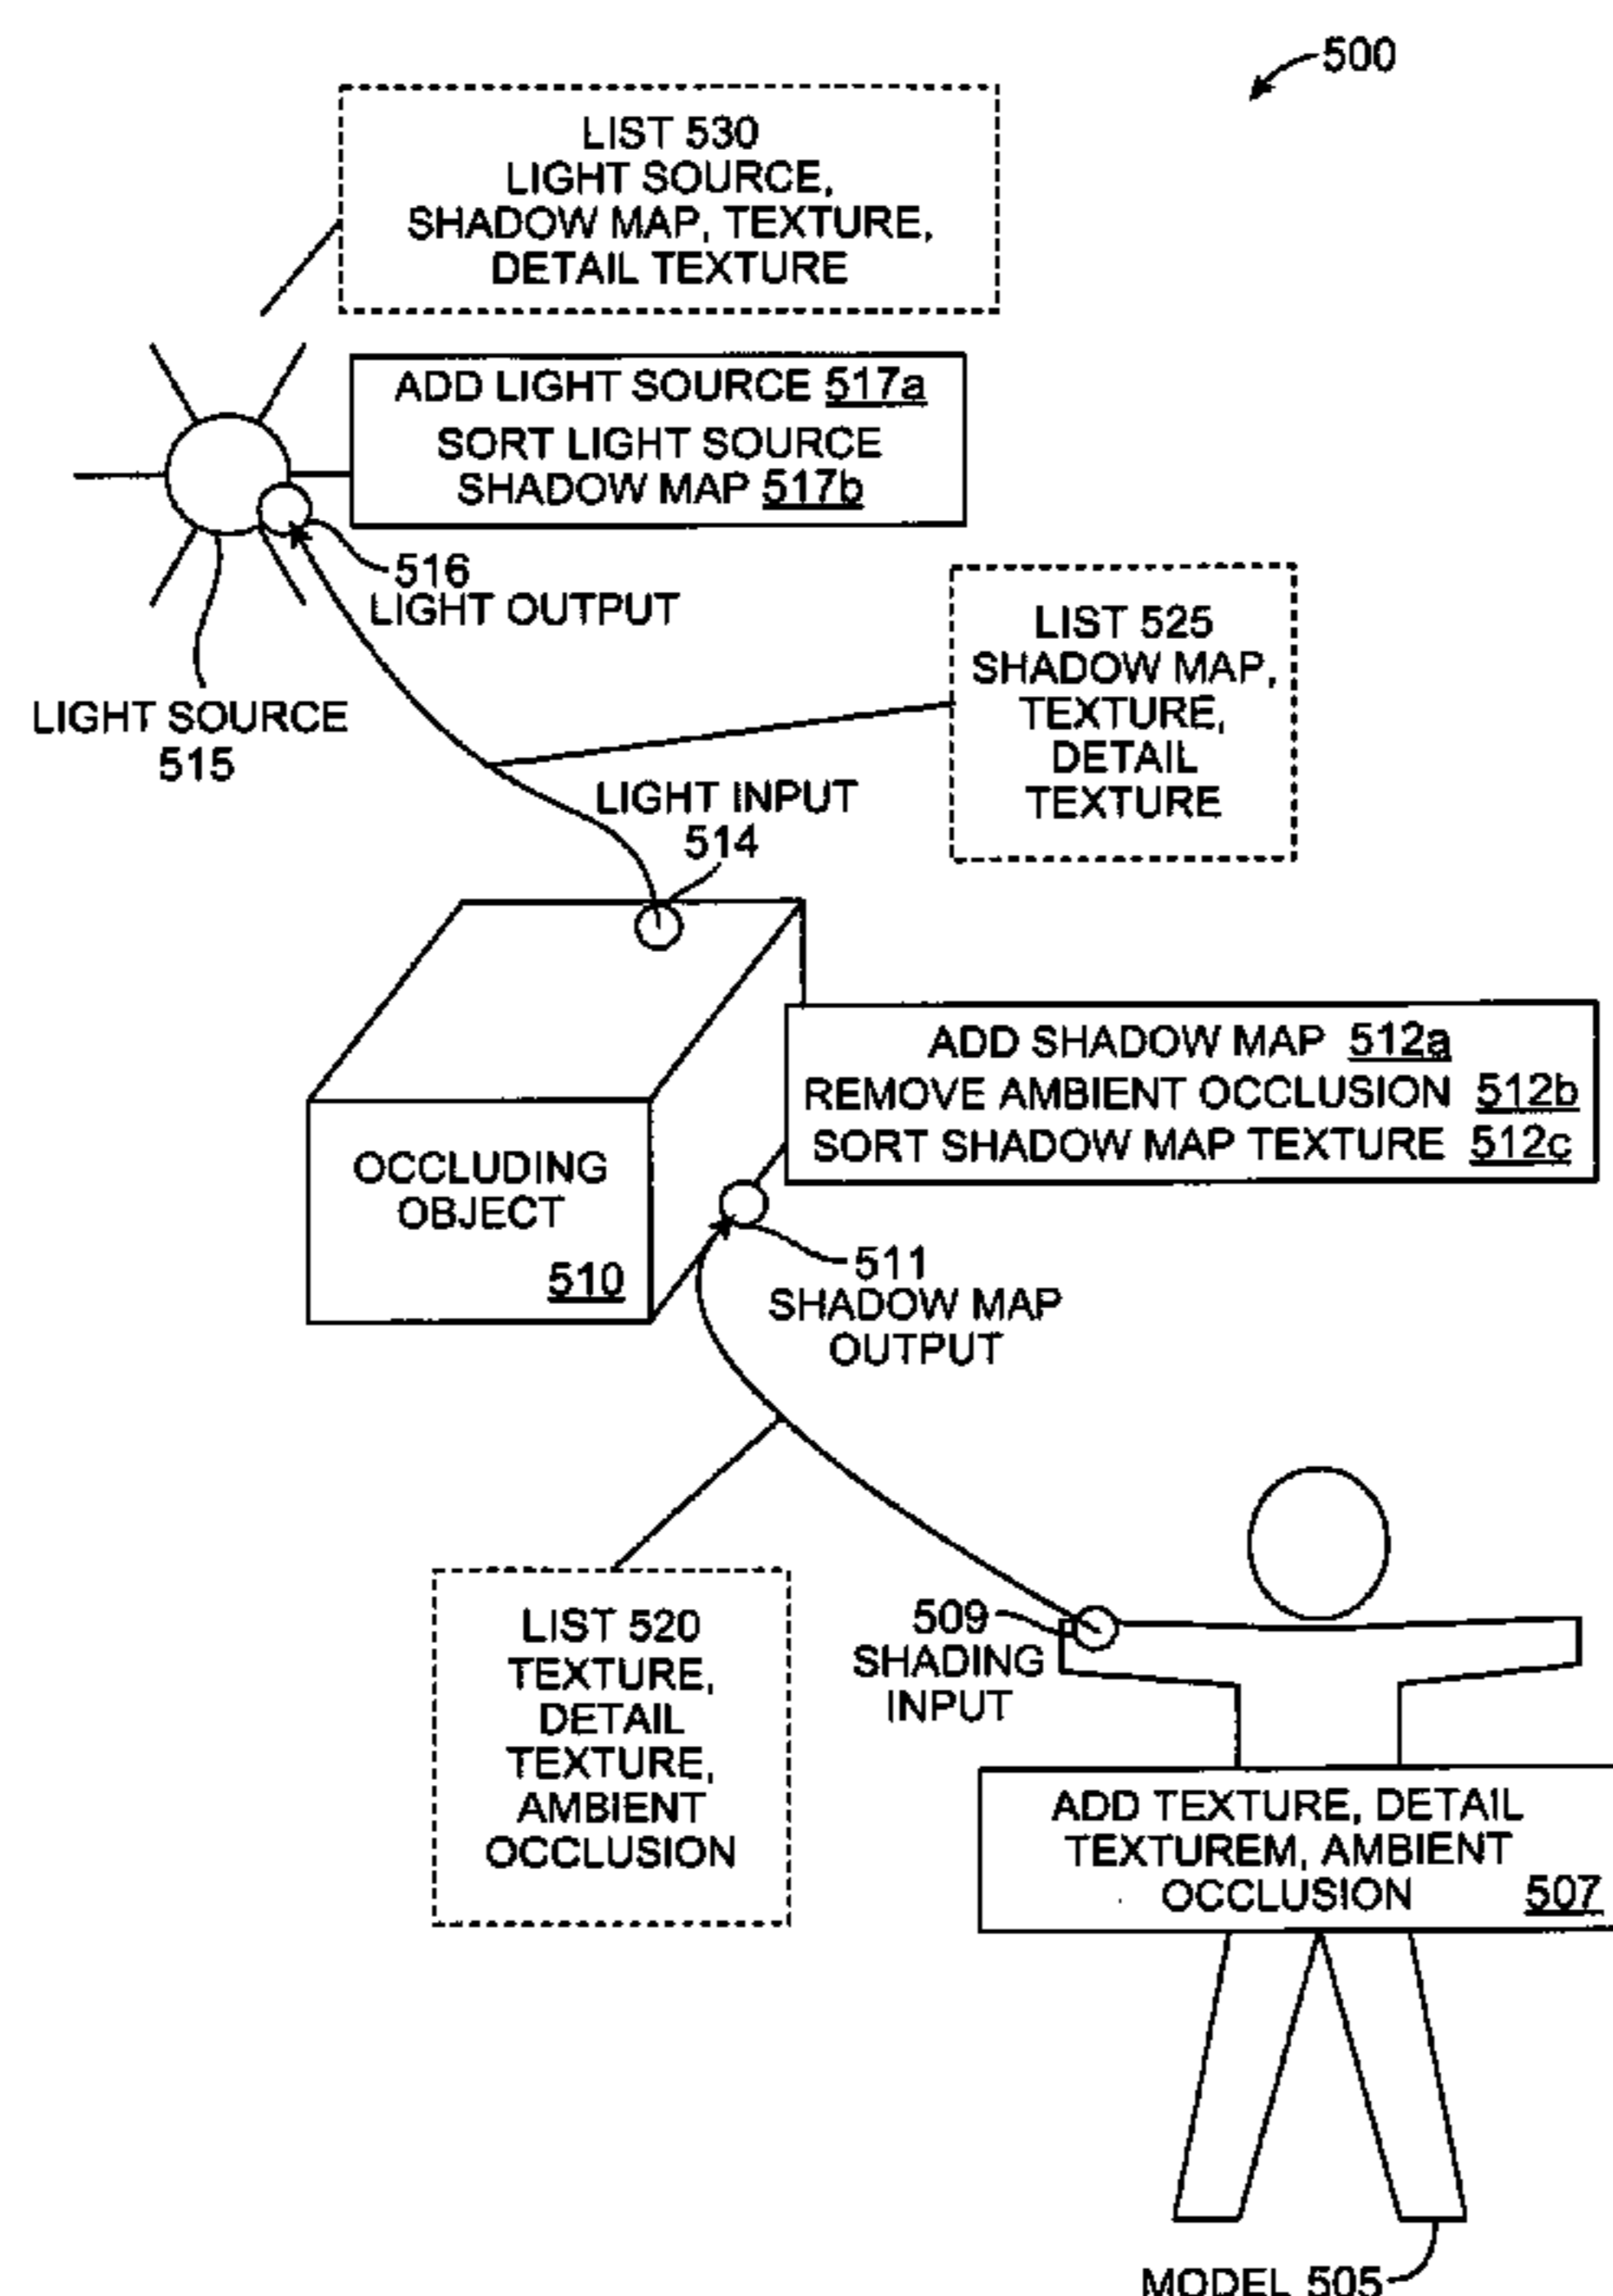 500
LIST 530
LIGHT SOURCE,
SHADOW MAP, TEXTURE,
DETAIL TEXTURE
ADD LIGHT SOURCE 517a
SORT LIGHT SOURCE
SHADOW MAP 517b
516
LIGHT OUTPUT
LIST 525
SHADOW MAP,
TEXTURE,
DETAIL
TEXTURE
LIGHT SOURCE
515
LIGHT INPUT
514
ADD SHADOW MAP 512a
REMOVE AMBIENT OCCLUSION 512b
SORT SHADOW MAP TEXTURE 512c
OCCLUDING
OBJECT
510
511
SHADOW MAP
OUTPUT
LIST 520
TEXTURE,
DETAIL
TEXTURE,
AMBIENT
OCCLUSION
509
SHADING
INPUT
ADD TEXTURE, DETAIL
TEXTUREM, AMBIENT
OCCLUSION 507
MODEL 505